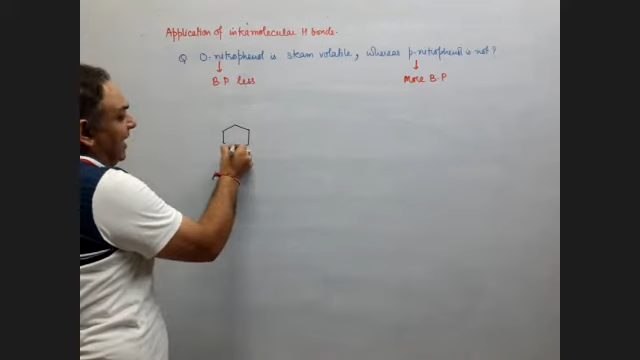 Application of intramolecular H bonds.
Q O-nitrophenol is steam volatile, whereas p-nitrophenol is not?
B.P. less More B.P